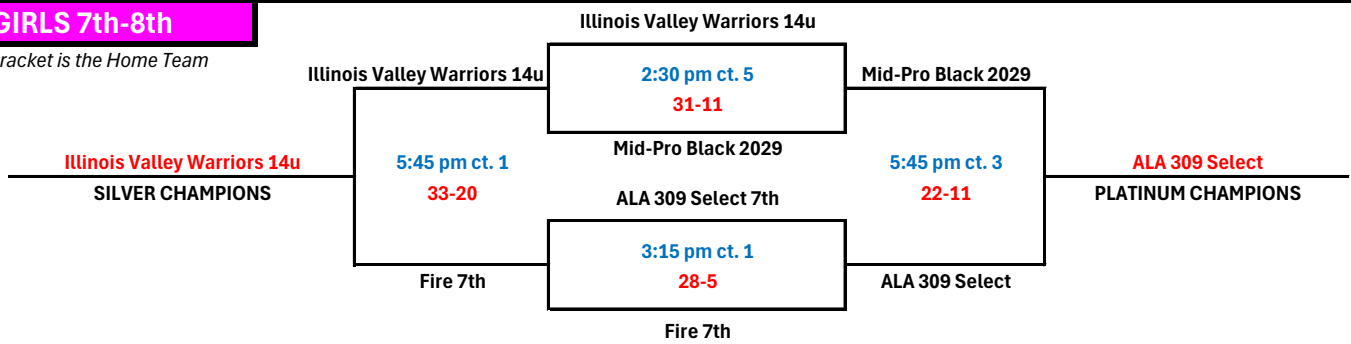 GIRLS 7th-8th
Illinois Valley Warriors 14u
racket is the Home Team
Illinois Valley Warriors 14u
2:30 pm ct. 5
Mid-Pro Black 2029
31-11
Mid-Pro Black 2029
Illinois Valley Warriors 14u
5:45 pm ct. 1
5:45 pm ct. 3
ALA 309 Select
SILVER CHAMPIONS
33-20
ALA 309 Select 7th
22-11
PLATINUM CHAMPIONS
3:15 pm ct. 1
Fire 7th
28-5
ALA 309 Select
Fire 7th